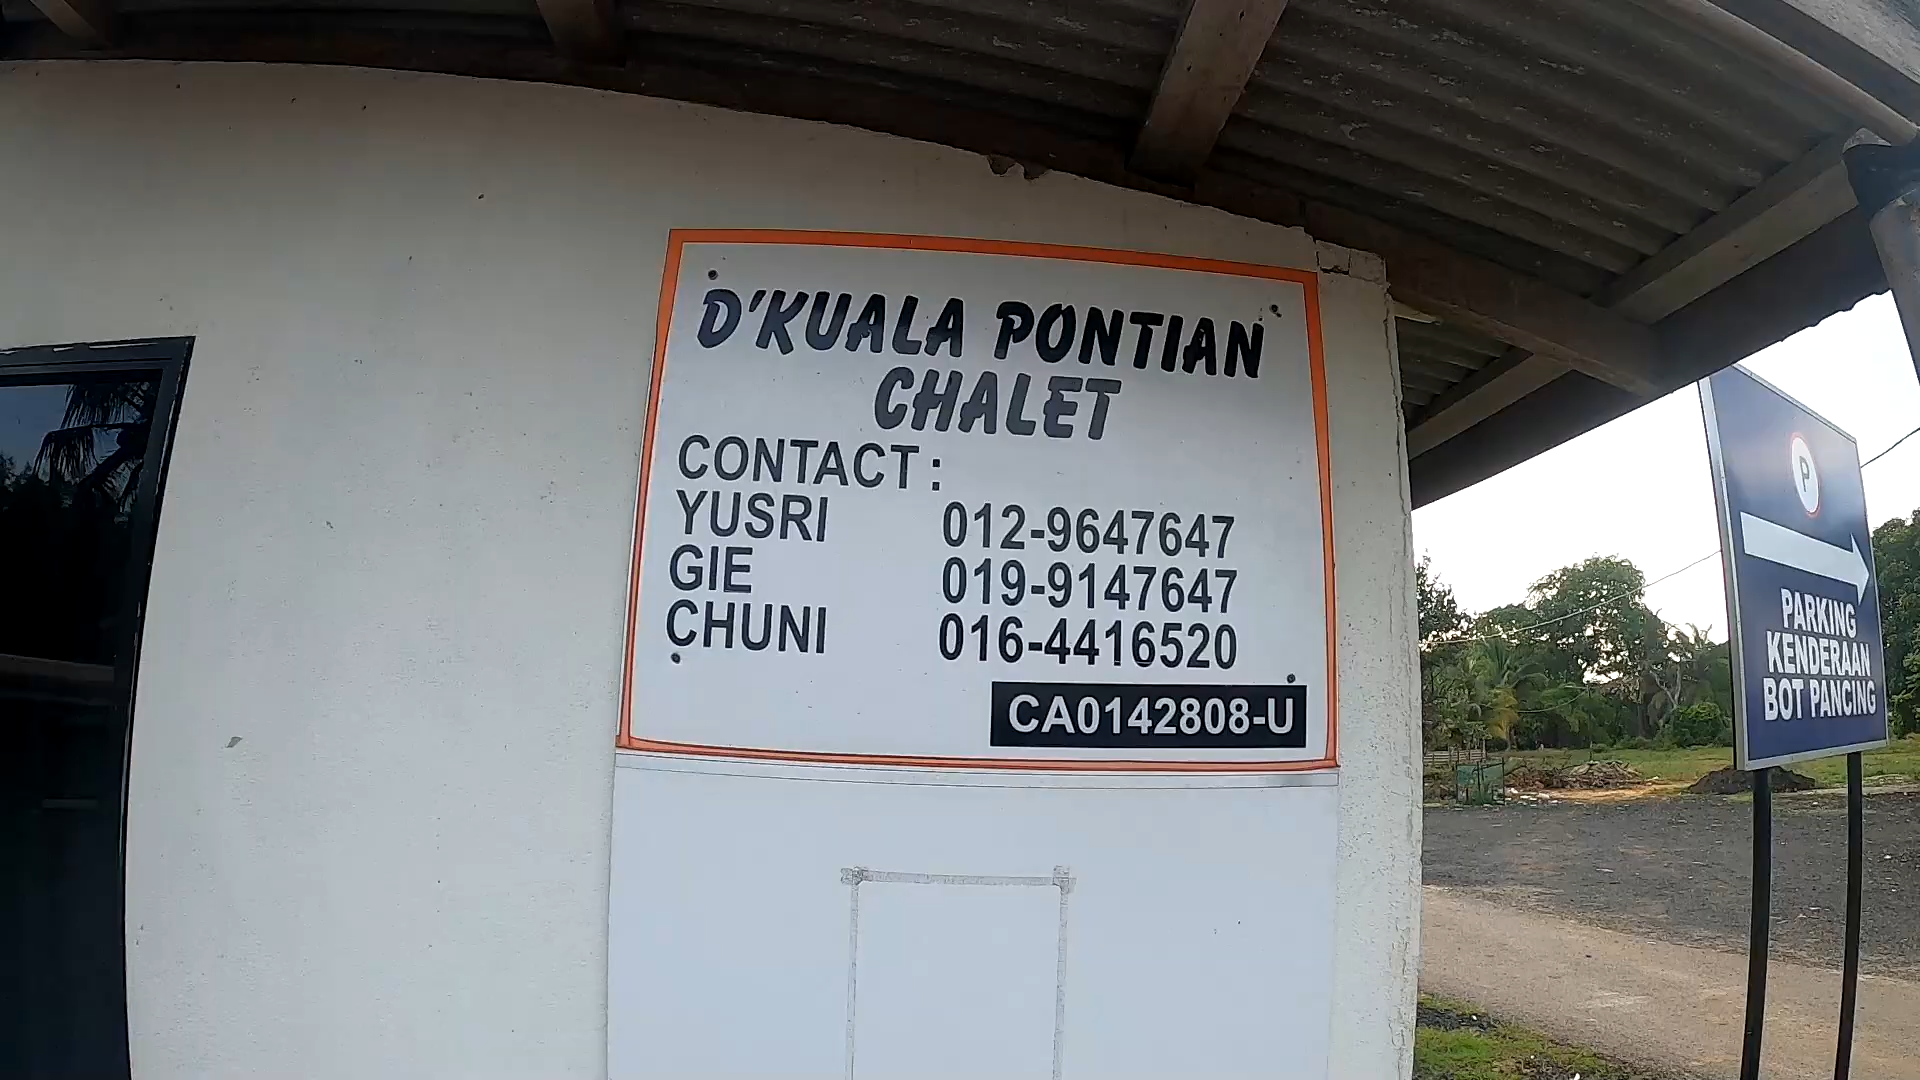 D'KUALA PONTIAN
CHALET
CONTACT :
YUSRI 012-9647647
GIE 019-9147647
CHUNI 016-4416520
CA0142808-U
P
PARKING
KENDERAAN
BOT PANCING